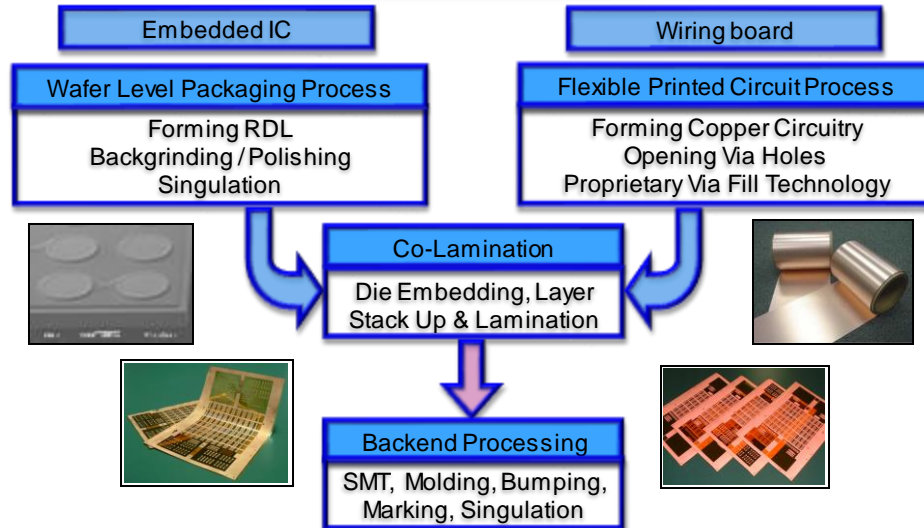 Embedded IC
Wiring board
Wafer Level Packaging Process
Forming RDL
Backgrinding / Polishing
Singulation
Flexible Printed Circuit Process
Forming Copper Circuitry
Opening Via Holes
Proprietary Via Fill Technology
Co-Lamination
Die Embedding, Layer
Stack Up & Lamination
Backend Processing
SMT, Molding, Bumping,
Marking, Singulation